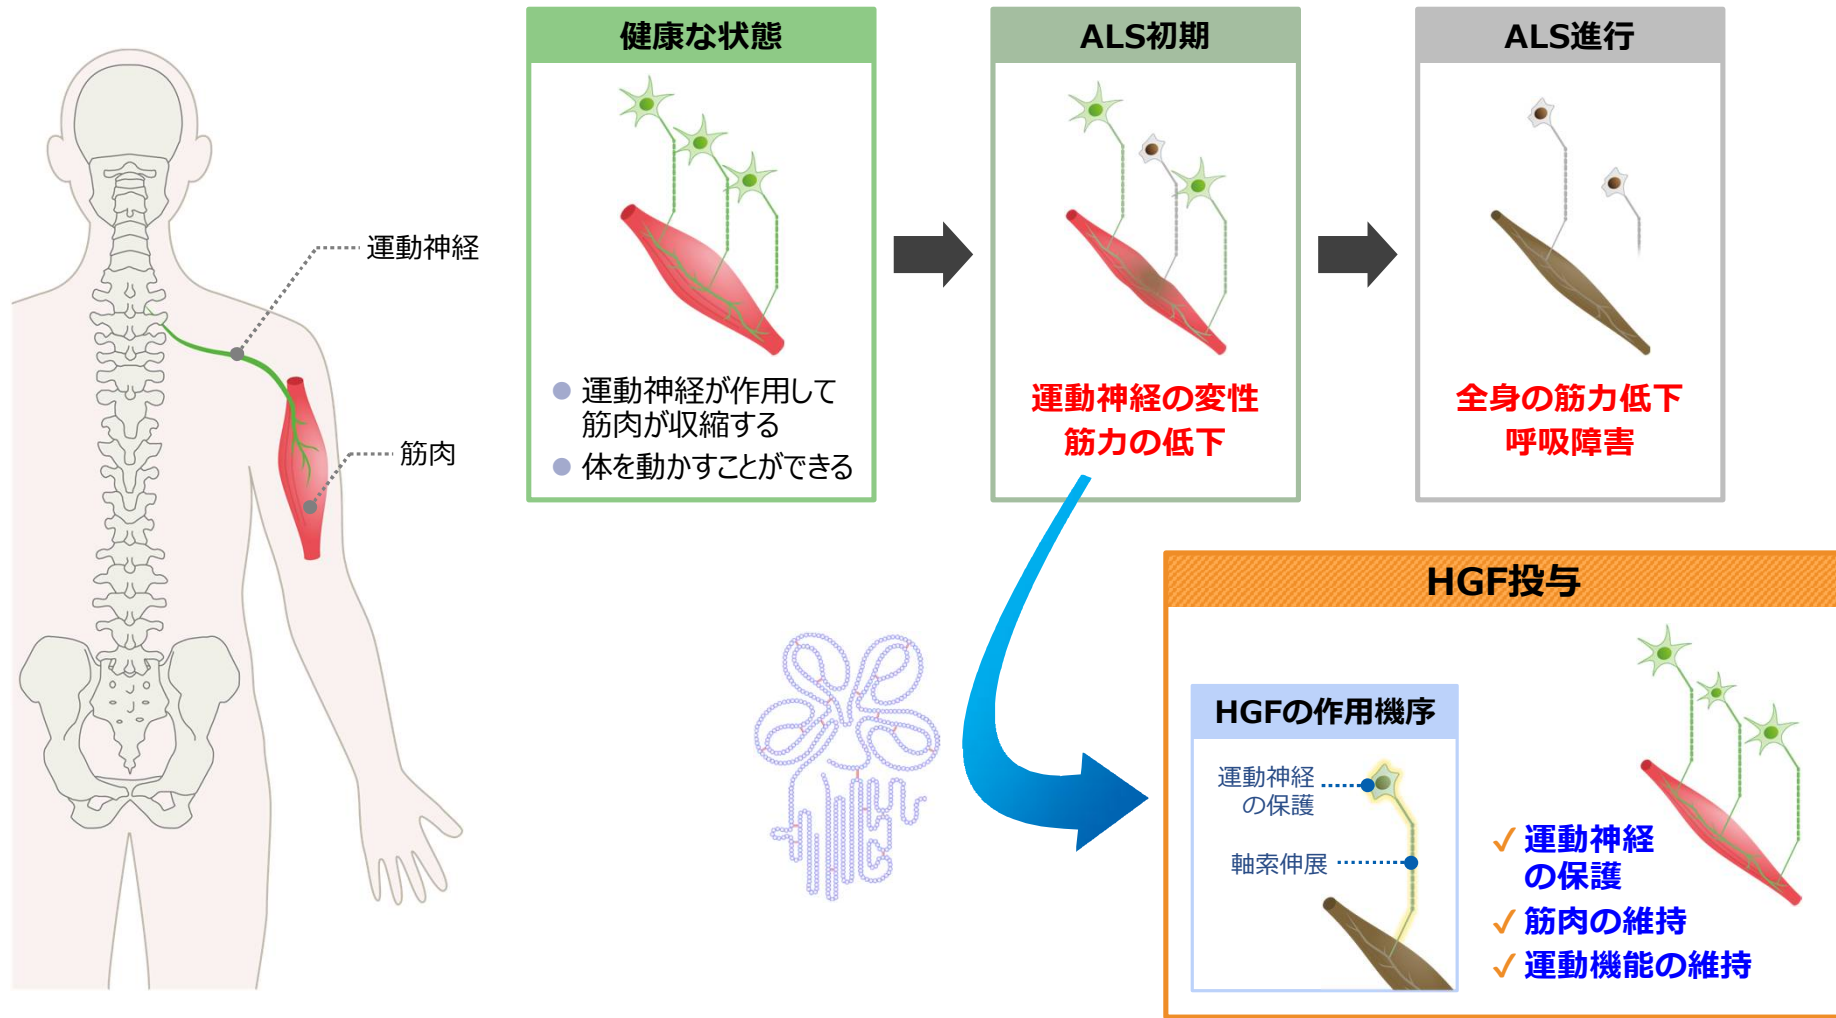 運動神経
筋肉
健康な状態
運動神経が作用して
筋肉が収縮する
体を動かすことができる
ALS初期
運動神経の変性
筋力の低下
ALS進行
全身の筋力低下
呼吸障害
HGF投与
HGFの作用機序
運動神経
の保護
軸索伸展
✓ 運動神経
の保護
✓ 筋肉の維持
✓ 運動機能の維持